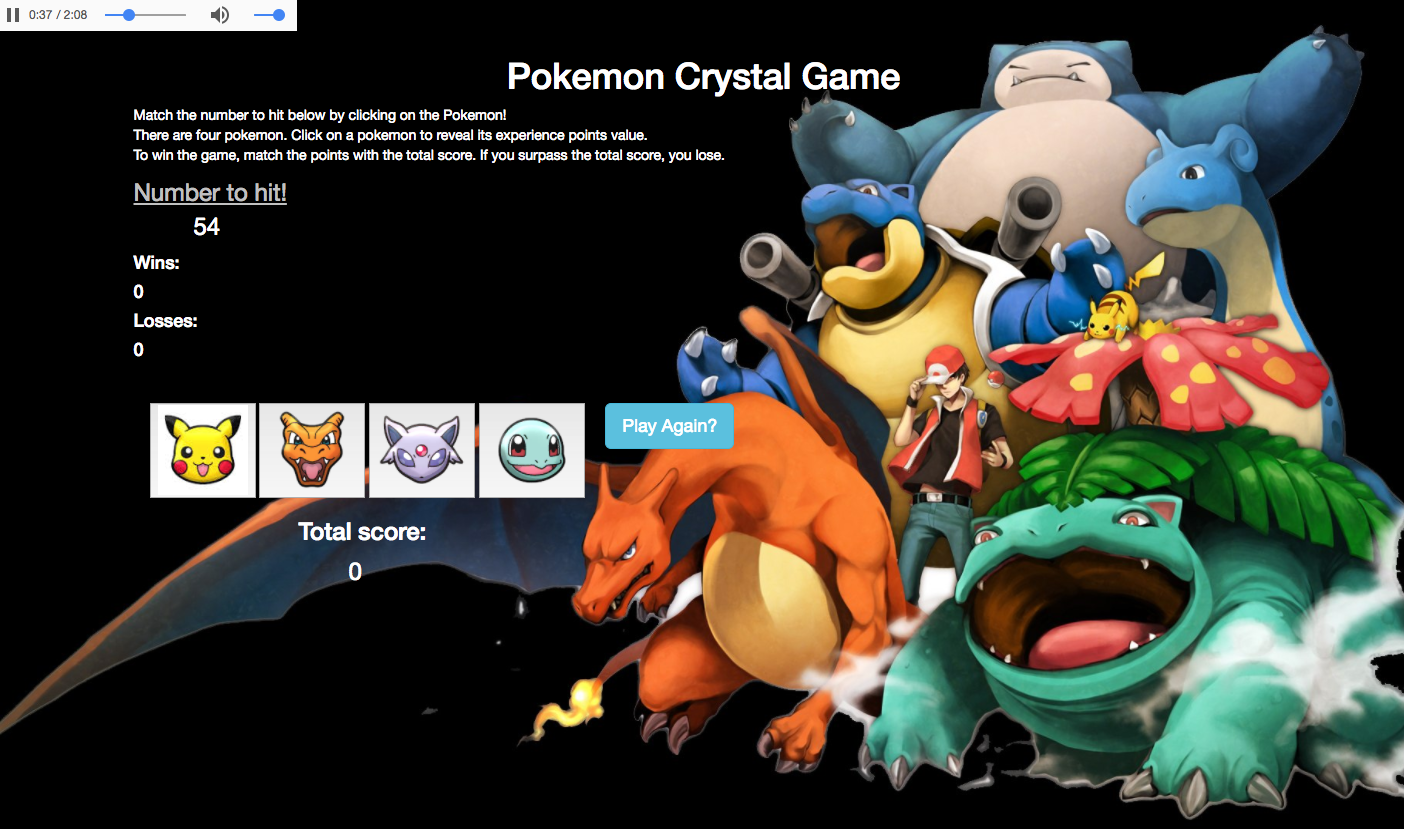 0:37 / 2:08
Pokemon Crystal Game
Match the number to hit below by clicking on the Pokemon!
There are four pokemon. Click on a pokemon to reveal its experience points value.
To win the game, match the points with the total score. If you surpass the total score, you lose.
Number to hit!
54
Wins:
0
Losses:
0
Play Again?
Total score:
0